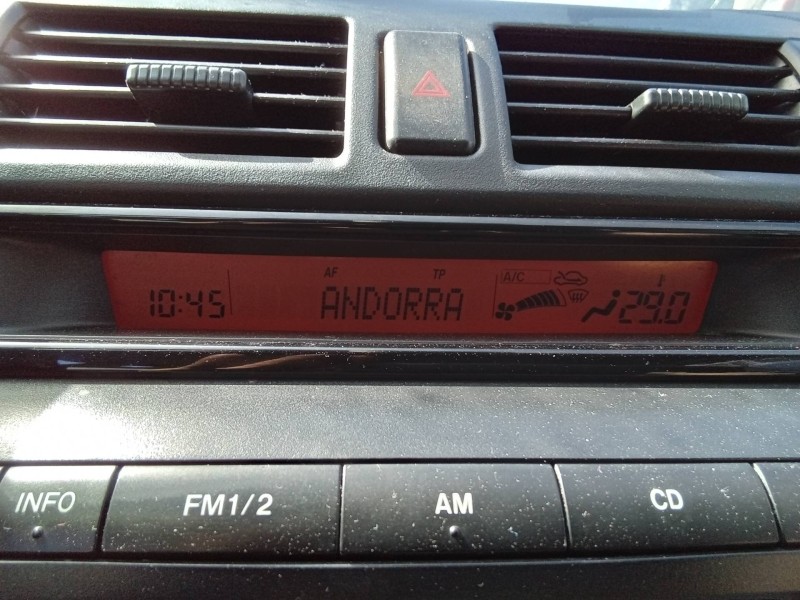 AF TP A/C
10:45 ANDORRA 29.0
INFO FM1/2 AM CD